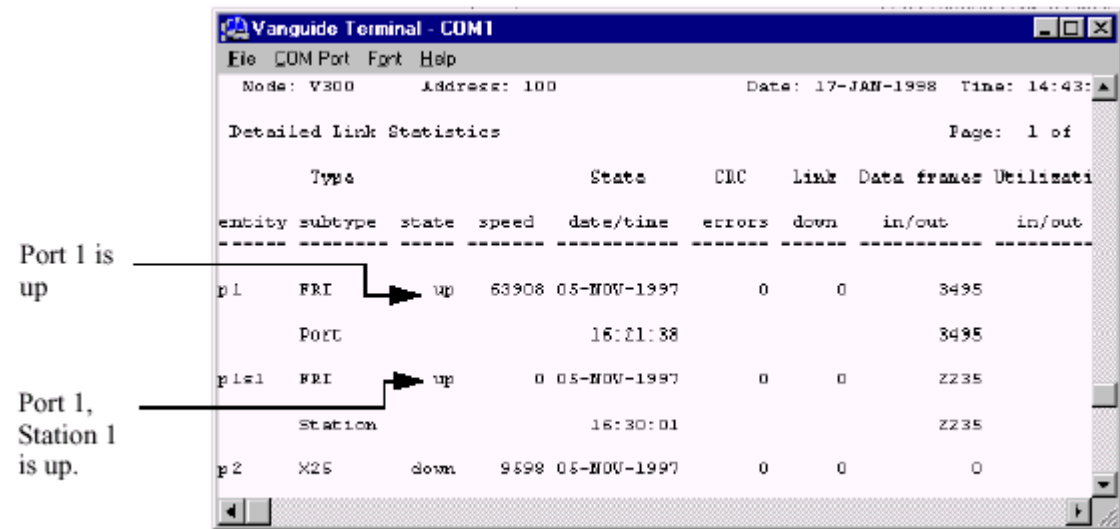 Vanguide Terminal - COM1
File COM Port Font Help
Node: V300 Address: 100 Date: 17-JAN-1998 Time: 14:43:
Detailed Link Statistics Page: 1 of
Type State CRC link Data frames Utilizati
entity subtype state speed date/time errors down in/out in/out
------ -------- ----- ------- ----------- ------- ------ ----------- ---------
p1 FRI up 63908 05-NOV-1997 0 0 3495
Port 16:21:38 3495
p1s1 FRI up 0 05-NOV-1997 0 0 2235
Station 16:30:01 2235
p2 X25 down 9598 05-NOV-1997 0 0 0
Port 1 is
up
Port 1,
Station 1
is up.